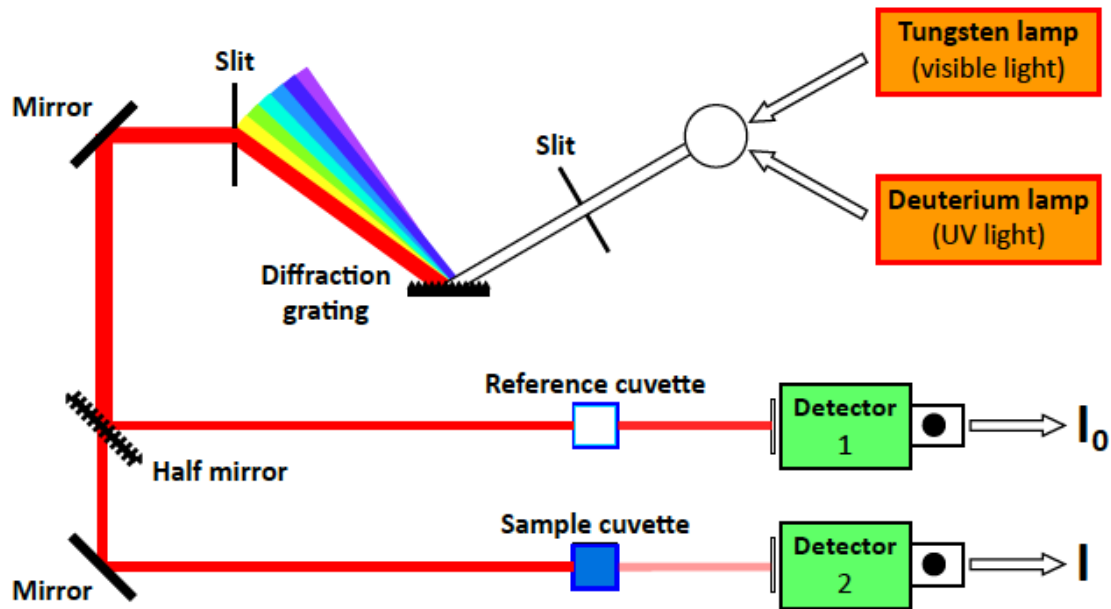 Tungsten lamp
(visible light)
Slit
Mirror
Slit
Deuterium lamp
(UV light)
Diffraction
grating
Reference cuvette
Detector
1
I₀
Half mirror
Sample cuvette
Detector
2
I
Mirror